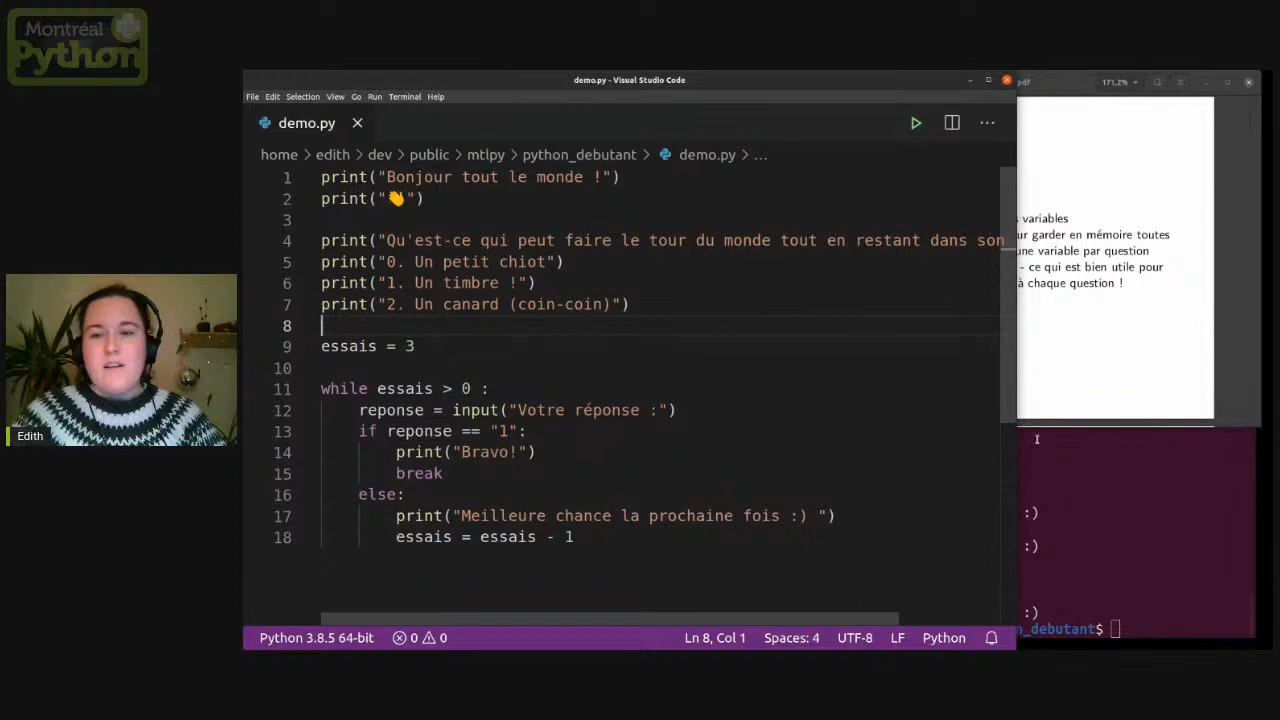 Montréal
Python
demo.py - Visual Studio Code
File Edit Selection View Go Run Terminal Help
demo.py
home > edith > dev > public > mtlpy > python_debutant > demo.py > ...
1 print("Bonjour tout le monde !")
2 print("👋")
3
4 print("Qu'est-ce qui peut faire le tour du monde tout en restant dans son
5 print("0. Un petit chiot")
6 print("1. Un timbre !")
7 print("2. Un canard (coin-coin)")
8
9 essais = 3
10
11 while essais > 0 :
12 reponse = input("Votre réponse :")
13 if reponse == "1":
14 print("Bravo!")
15 break
16 else:
17 print("Meilleure chance la prochaine fois :) ")
18 essais = essais - 1
Python 3.8.5 64-bit 0 0 Ln 8, Col 1 Spaces: 4 UTF-8 LF Python
pdf 171,2%
s variables
ur garder en mémoire toutes
une variable par question
- ce qui est bien utile pour
à chaque question !
:)
:)
:)
n_debutant$
Edith